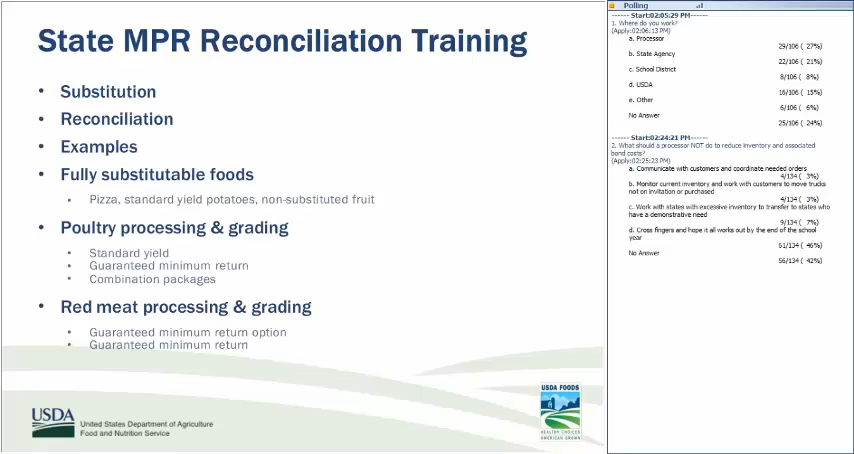 State MPR Reconciliation Training
• Substitution
• Reconciliation
• Examples
• Fully substitutable foods
• Pizza, standard yield potatoes, non-substituted fruit
• Poultry processing & grading
• Standard yield
• Guaranteed minimum return
• Combination packages
• Red meat processing & grading
• Guaranteed minimum return option
• Guaranteed minimum return
USDA
United States Department of Agriculture
Food and Nutrition Service
USDA FOODS
HEALTHY CHOICES
AMERICAN GROWN
Polling
------ Start:02:05:29 PM------
1. Where do you work?
(Apply:02:06:13 PM)
a. Processor
29/106 ( 27%)
b. State Agency
22/106 ( 21%)
c. School District
8/106 ( 8%)
d. USDA
16/106 ( 15%)
e. Other
6/106 ( 6%)
No Answer
25/106 ( 24%)
------ Start:02:24:21 PM------
2. What should a processor NOT do to reduce inventory and associated
bond costs?
(Apply:02:25:23 PM)
a. Communicate with customers and coordinate needed orders
4/134 ( 3%)
b. Monitor current inventory and work with customers to move trucks
not on invitation or purchased
4/134 ( 3%)
c. Work with states with excessive inventory to transfer to states who
have a demonstrative need
9/134 ( 7%)
d. Cross fingers and hope it all works out by the end of the school
year
61/134 ( 46%)
No Answer
56/134 ( 42%)